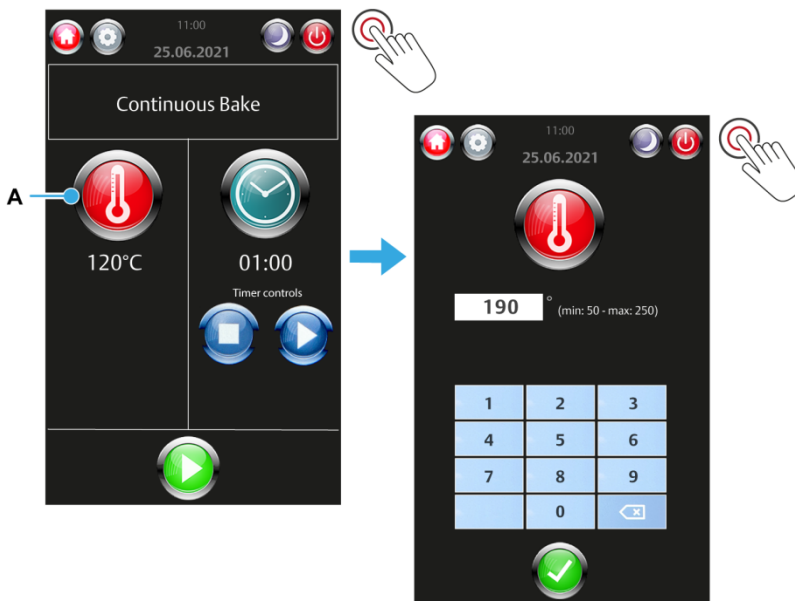 11:00
25.06.2021
Continuous Bake
A
120°C
01:00
Timer controls
11:00
25.06.2021
190 ° (min: 50 - max: 250)
1 2 3
4 5 6
7 8 9
0